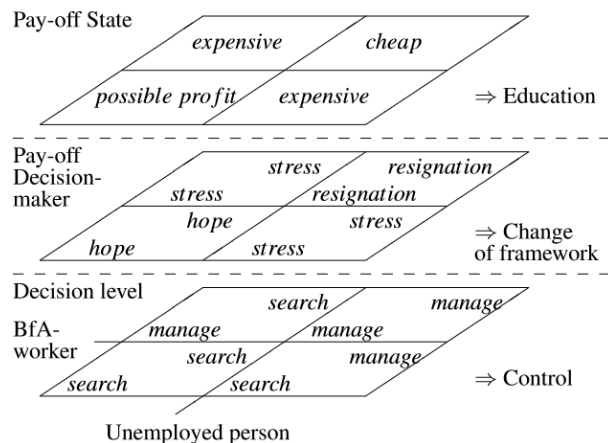 Pay-off State
expensive cheap
possible profit expensive
⇒ Education
Pay-off
Decision-
maker
stress resignation
stress resignation
hope stress
hope stress
⇒ Change
of framework
Decision level
BfA-
worker
search manage
manage manage
search manage
search search
⇒ Control
Unemployed person